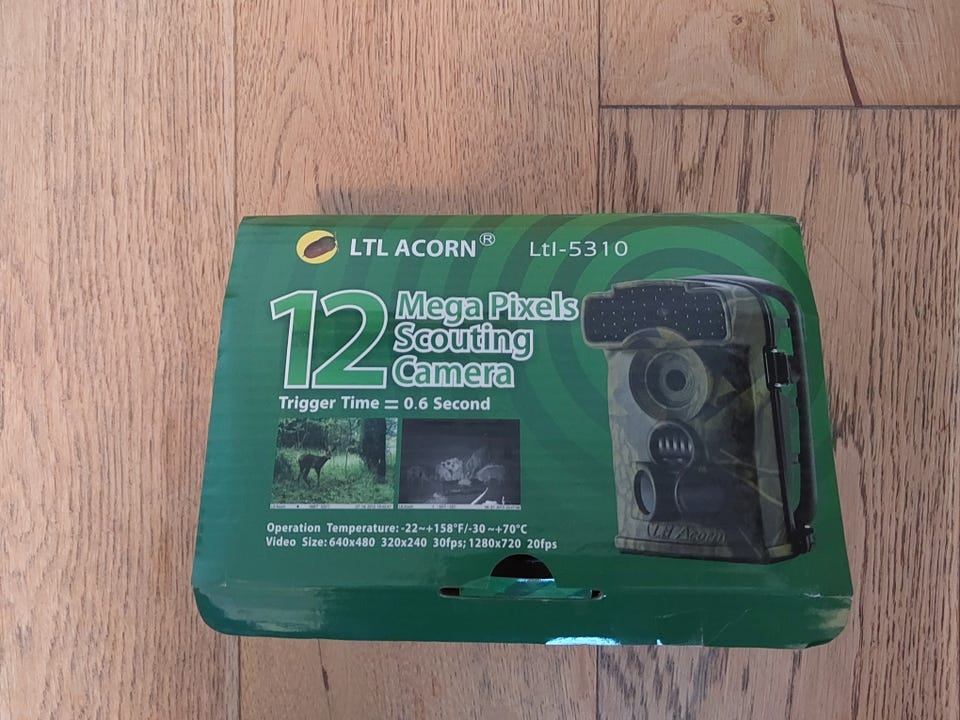 LTL ACORN® Ltl-5310
12 Mega Pixels
Scouting
Camera
Trigger Time = 0.6 Second
Ltl Acorn
Operation Temperature: -22~+158°F/-30~+70°C
Video Size: 640x480 320x240 30fps; 1280x720 20fps